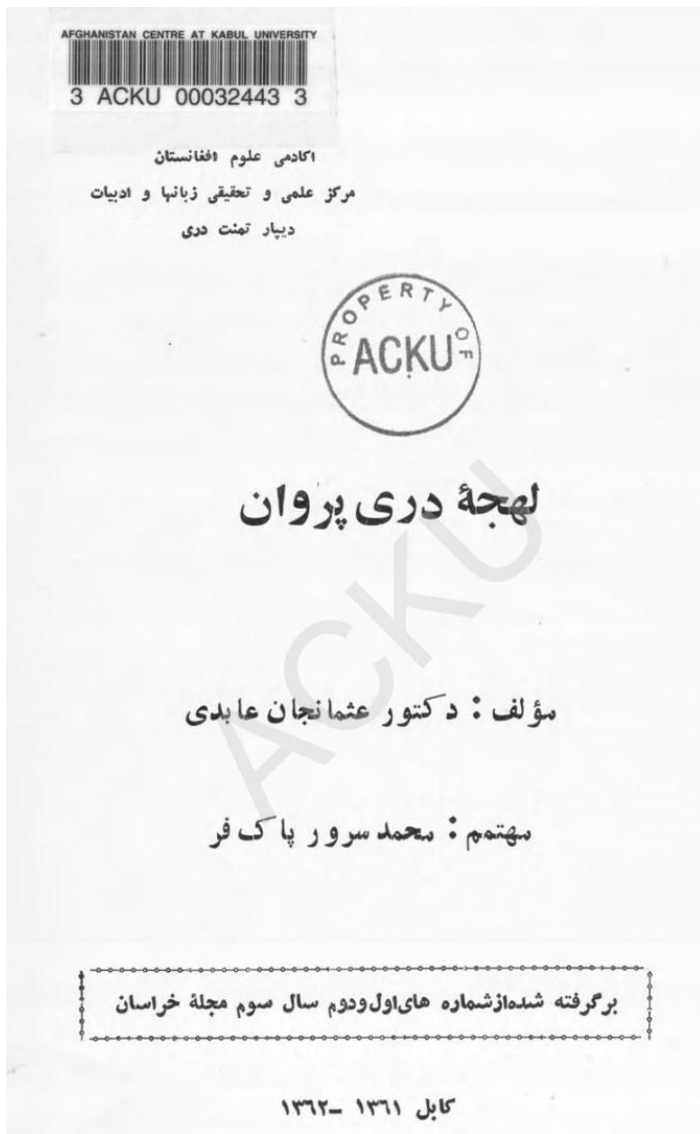 AFGHANISTAN CENTRE AT KABUL UNIVERSITY
3 ACKU 00032443 3
اکادمی علوم افغانستان
مرکز علمی و تحقیقی زبانها و ادبیات
دیپار تمنت دری
PROPERTY OF
ACKU
لهجۀ دری پروان
ACKU
مؤلف : دکتور عثمانجان عابدی
مهتمم : محمد سرور پاک فر
برگرفته شده‌ازشماره های‌اول‌ودوم سال سوم مجلۀ خراسان
کابل ۱۳۶۱ –۱۳۶۲